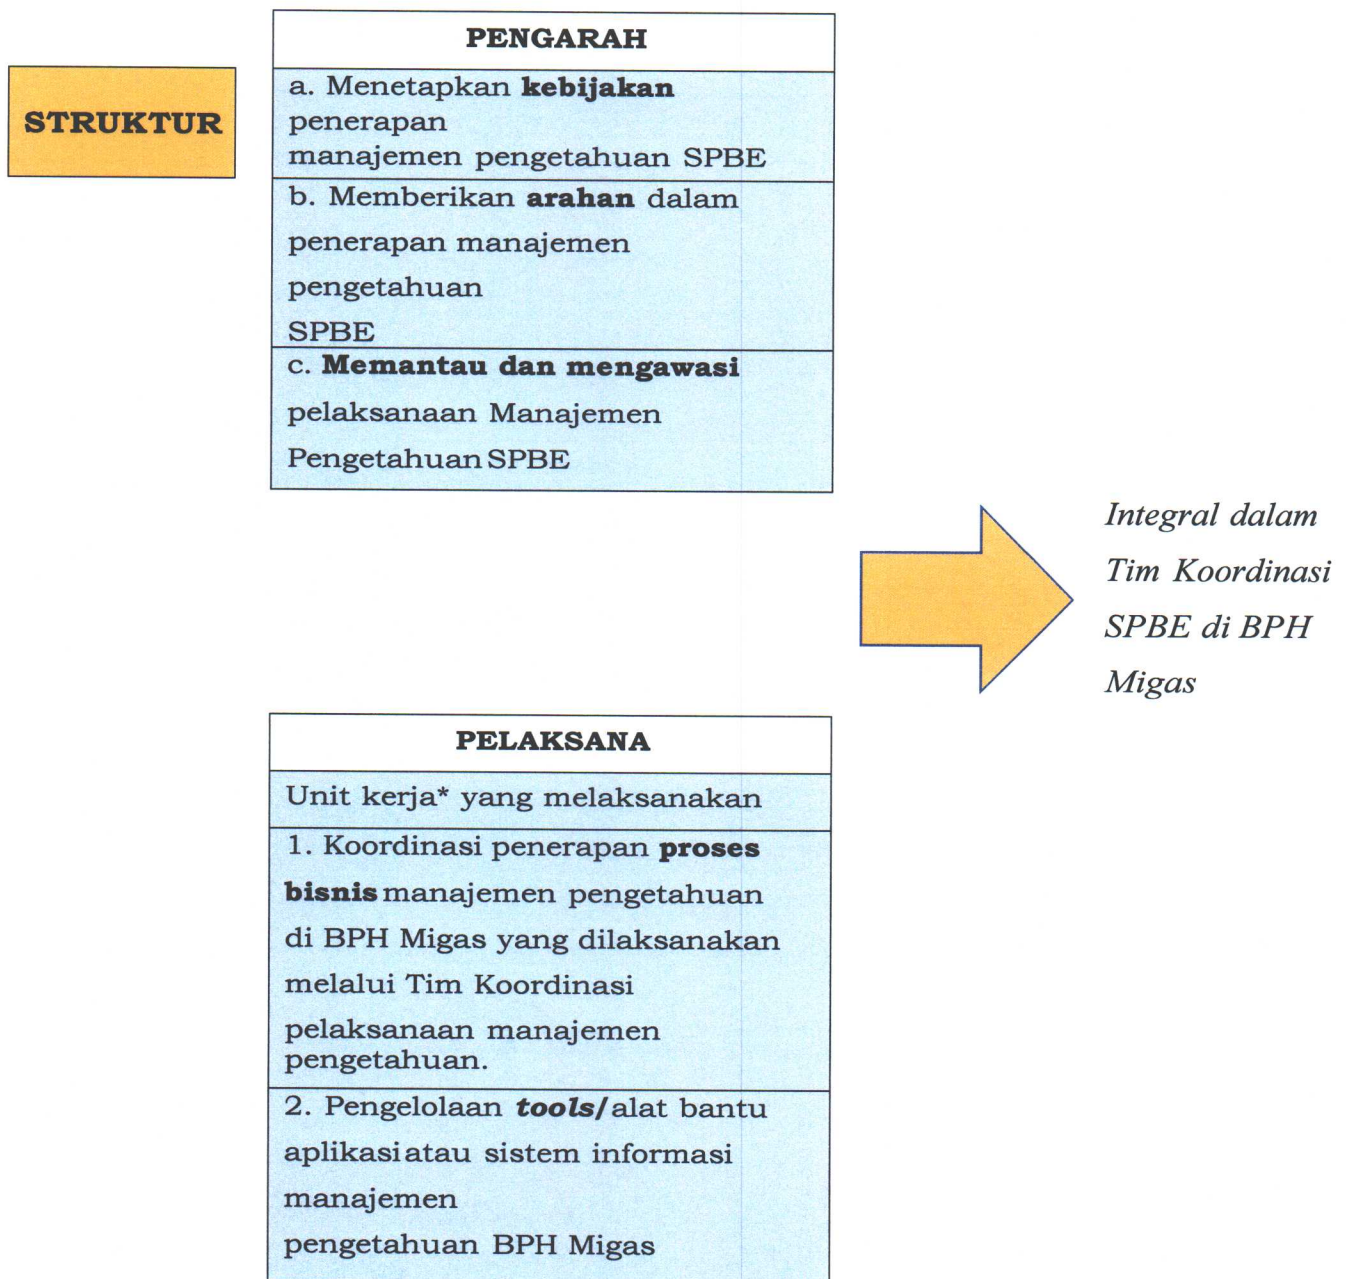 STRUKTUR
PENGARAH
a. Menetapkan kebijakan
penerapan
manajemen pengetahuan SPBE
b. Memberikan arahan dalam
penerapan manajemen
pengetahuan
SPBE
c. Memantau dan mengawasi
pelaksanaan Manajemen
Pengetahuan SPBE
Integral dalam
Tim Koordinasi
SPBE di BPH
Migas
PELAKSANA
Unit kerja* yang melaksanakan
1. Koordinasi penerapan proses
bisnis manajemen pengetahuan
di BPH Migas yang dilaksanakan
melalui Tim Koordinasi
pelaksanaan manajemen
pengetahuan.
2. Pengelolaan tools/alat bantu
aplikasi atau sistem informasi
manajemen
pengetahuan BPH Migas